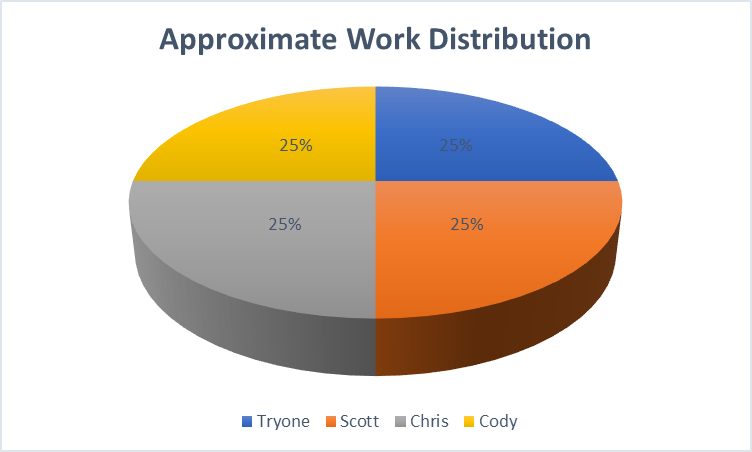 Approximate Work Distribution
25% 25%
25% 25%
Tryone Scott Chris Cody